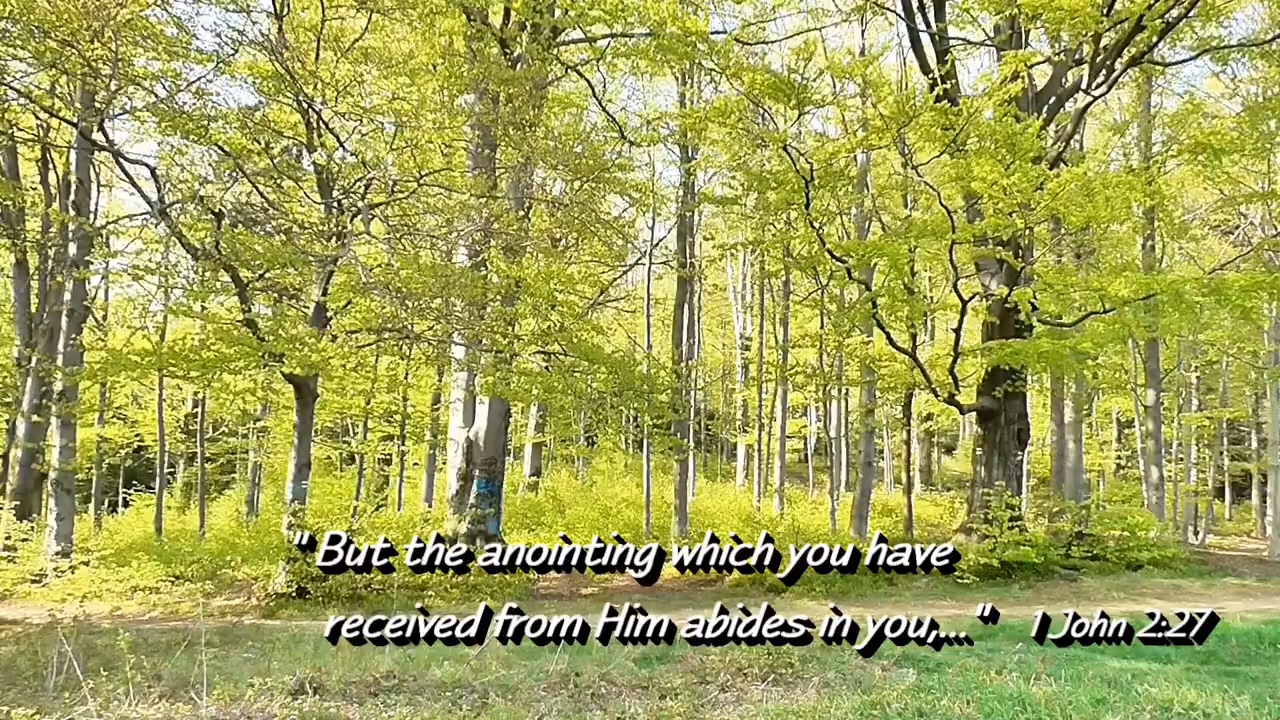 "But the anointing which you have
received from Him abides in you,..." 1 John 2:27